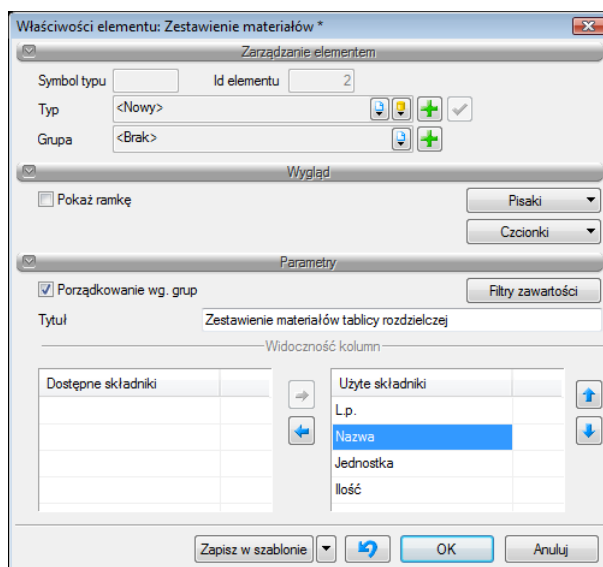 Właściwości elementu: Zestawienie materiałów *
Zarządzanie elementem
Symbol typu Id elementu 2
Typ <Nowy>
Grupa <Brak>
Wygląd
Pokaż ramkę Pisaki
Czcionki
Parametry
Porządkowanie wg. grup Filtry zawartości
Tytuł Zestawienie materiałów tablicy rozdzielczej
Widoczność kolumn
Dostępne składniki Użyte składniki
L.p.
Nazwa
Jednostka
Ilość
Zapisz w szablonie OK Anuluj